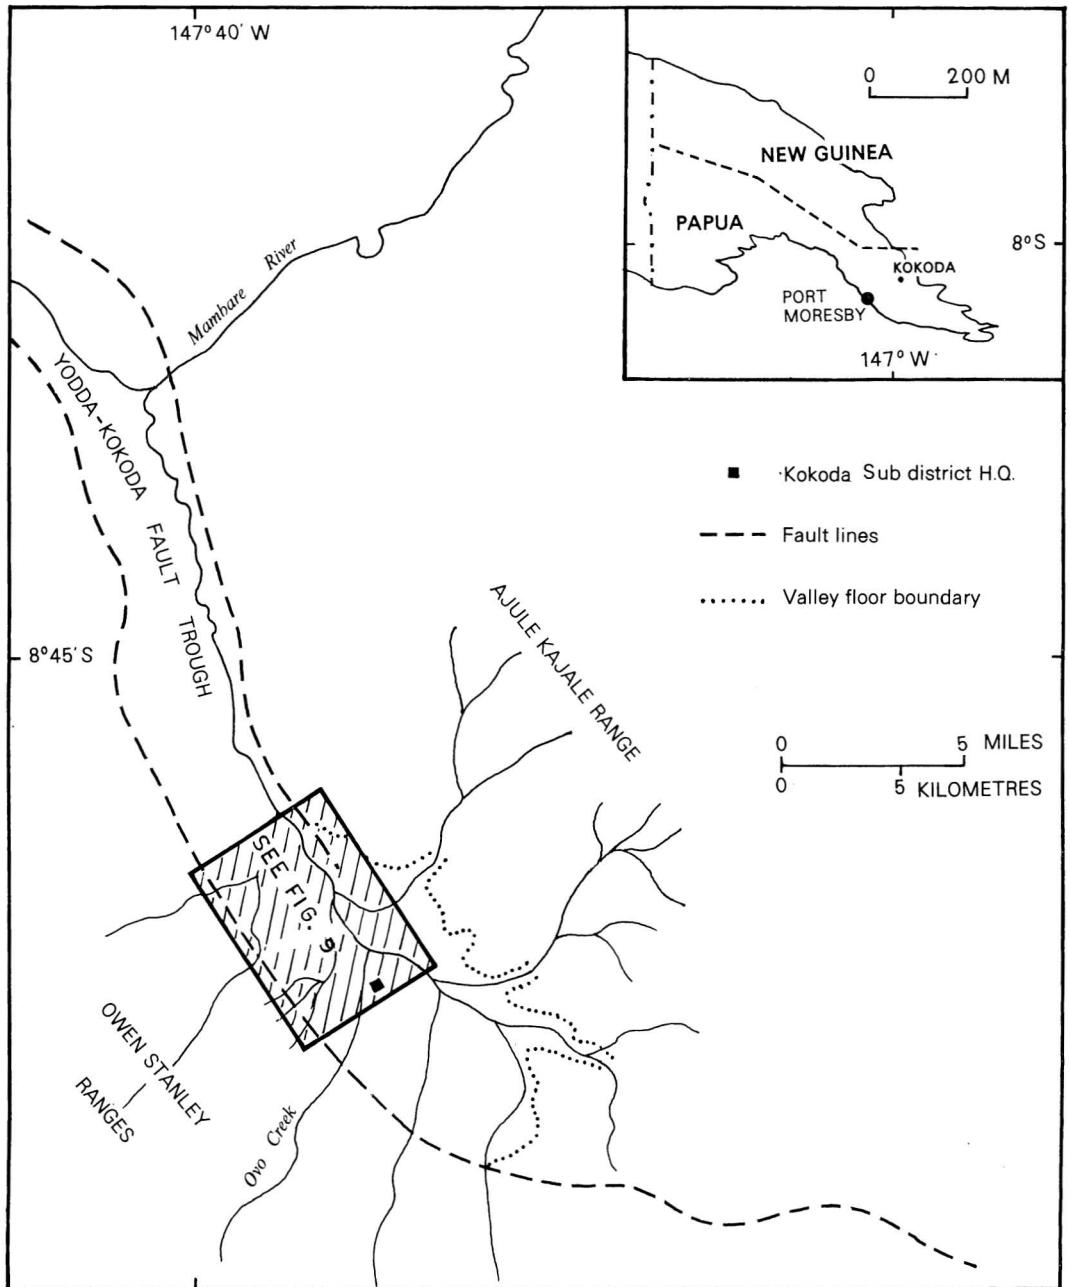 147° 40' W
0 200 M
NEW GUINEA
PAPUA
8° S
KOKODA
PORT
MORESBY
147° W
Mambare River
YODDA-KOKODA FAULT TROUGH
Kokoda Sub district H.Q.
Fault lines
Valley floor boundary
8° 45' S
AJULE KAJALE RANGE
0 5 MILES
0 5 KILOMETRES
SEE FIG. 9
OWEN STANLEY
RANGES
Ovo Creek